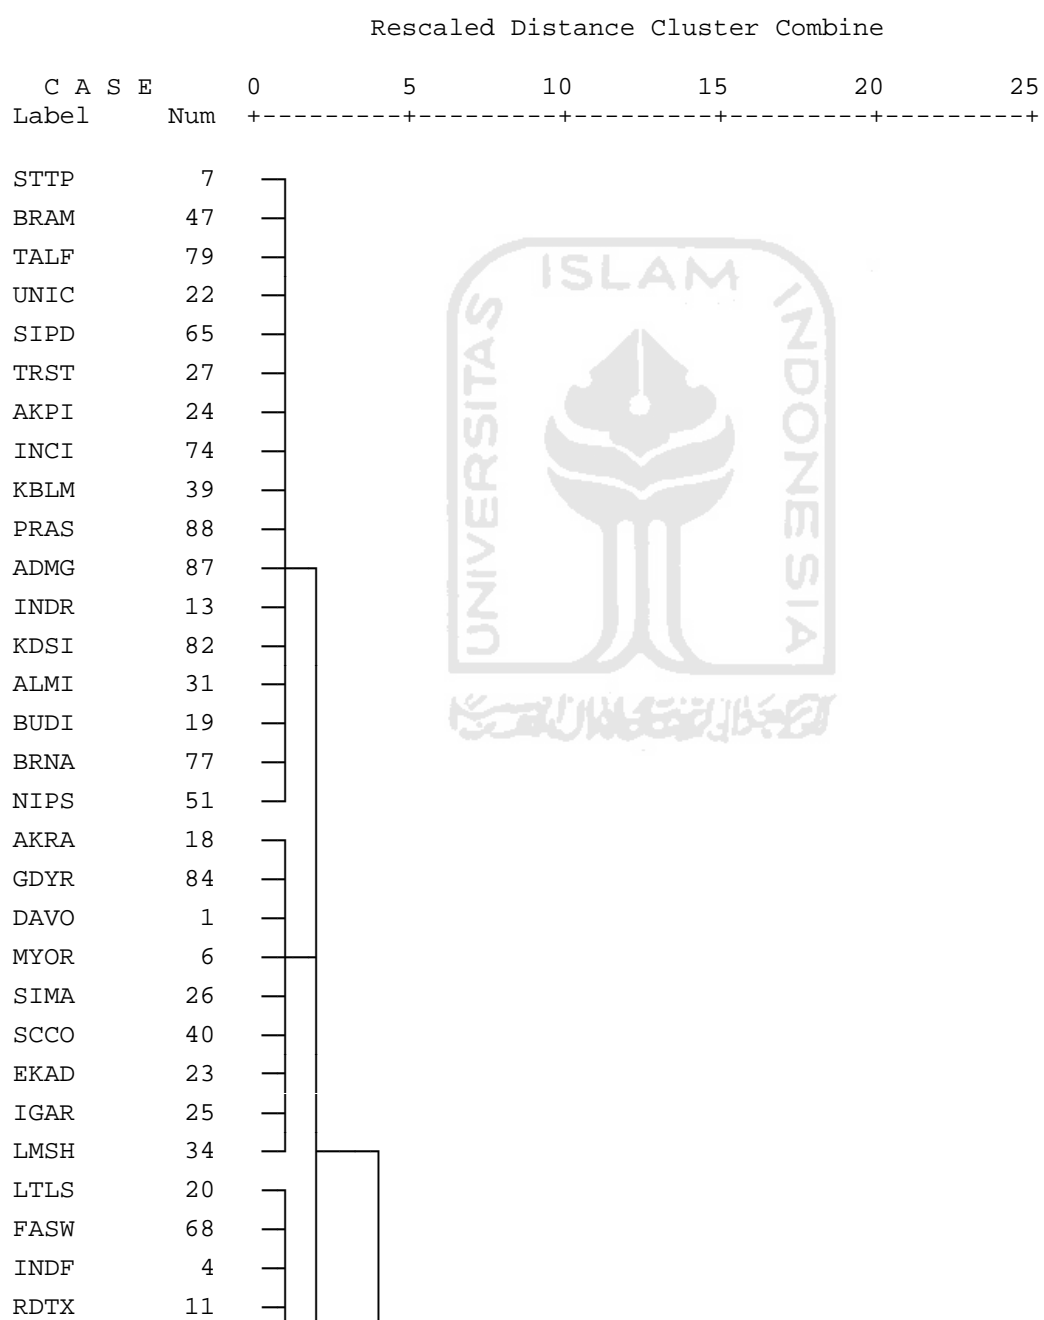 Rescaled Distance Cluster Combine
C A S E 0 5 10 15 20 25
Label Num +---------+---------+---------+---------+---------+
STTP 7
BRAM 47
TALF 79
UNIC 22
SIPD 65
TRST 27
AKPI 24
INCI 74
KBLM 39
PRAS 88
ADMG 87
INDR 13
KDSI 82
ALMI 31
BUDI 19
BRNA 77
NIPS 51
AKRA 18
GDYR 84
DAVO 1
MYOR 6
SIMA 26
SCCO 40
EKAD 23
IGAR 25
LMSH 34
LTLS 20
FASW 68
INDF 4
RDTX 11
UNIVERSITAS
ISLAM
INDONESIA